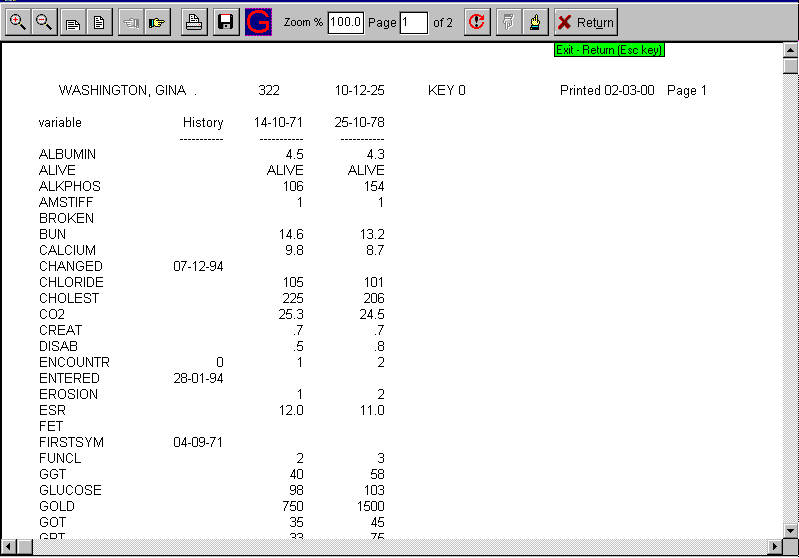 G Zoom % 100.0 Page 1 of 2 Return
Exit - Return (Esc key)
WASHINGTON, GINA . 322 10-12-25 KEY 0 Printed 02-03-00 Page 1
variable History 14-10-71 25-10-78
----------- ----------- -----------
ALBUMIN 4.5 4.3
ALIVE ALIVE ALIVE
ALKPHOS 106 154
AMSTIFF 1 1
BROKEN
BUN 14.6 13.2
CALCIUM 9.8 8.7
CHANGED 07-12-94
CHLORIDE 105 101
CHOLEST 225 206
CO2 25.3 24.5
CREAT .7 .7
DISAB .5 .8
ENCOUNTR 0 1 2
ENTERED 28-01-94
EROSION 1 2
ESR 12.0 11.0
FET
FIRSTSYM 04-09-71
FUNCL 2 3
GGT 40 58
GLUCOSE 98 103
GOLD 750 1500
GOT 35 45
GPT 33 75